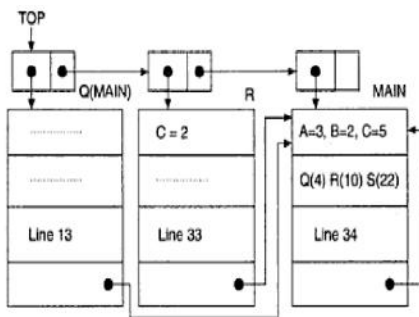 TOP
Q(MAIN)
R
MAIN
C = 2
A=3, B=2, C=5
Q(4) R(10) S(22)
Line 13
Line 33
Line 34